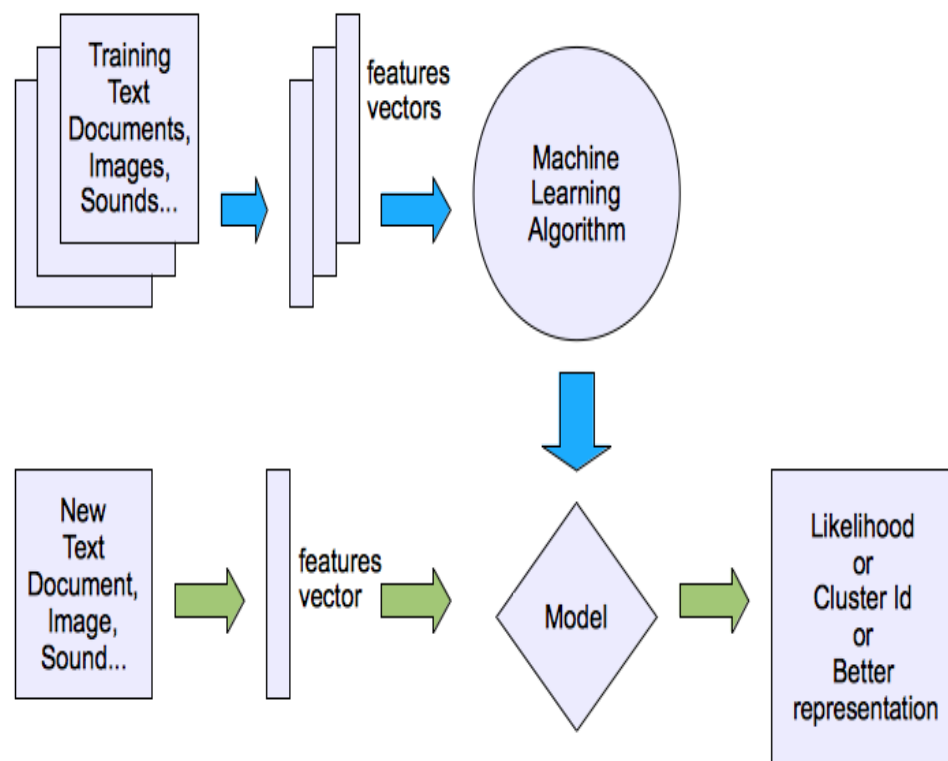 Training
Text
Documents,
Images,
Sounds...
features
vectors
Machine
Learning
Algorithm
New
Text
Document,
Image,
Sound...
features
vector
Model
Likelihood
or
Cluster Id
or
Better
representation